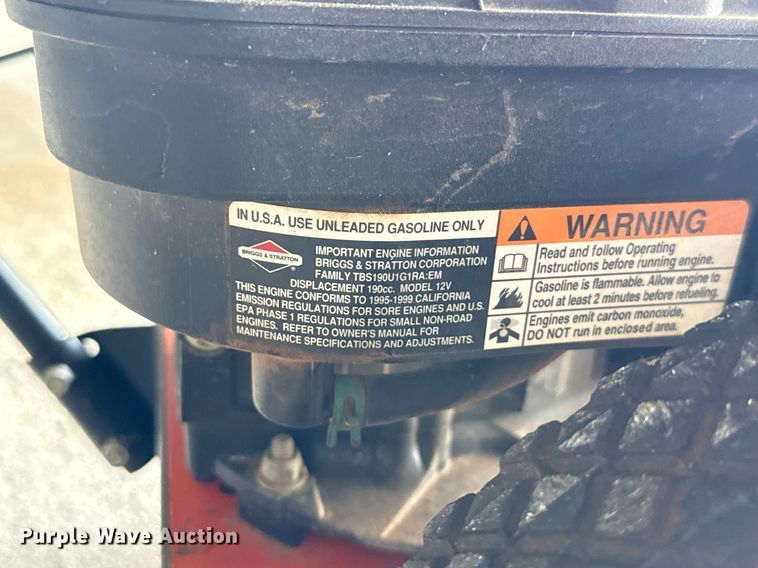 IN U.S.A. USE UNLEADED GASOLINE ONLY
BRIGGS & STRATTON
IMPORTANT ENGINE INFORMATION
BRIGGS & STRATTON CORPORATION
FAMILY TBS190U1G1RA:EM
DISPLACEMENT 190cc. MODEL 12V
THIS ENGINE CONFORMS TO 1995-1999 CALIFORNIA
EMISSION REGULATIONS FOR SORE ENGINES AND U.S.
EPA PHASE 1 REGULATIONS FOR SMALL NON-ROAD
ENGINES. REFER TO OWNER'S MANUAL FOR
MAINTENANCE SPECIFICATIONS AND ADJUSTMENTS.
WARNING
Read and follow Operating
Instructions before running engine.
Gasoline is flammable. Allow engine to
cool at least 2 minutes before refueling.
Engines emit carbon monoxide,
DO NOT run in enclosed area.
Purple Wave Auction